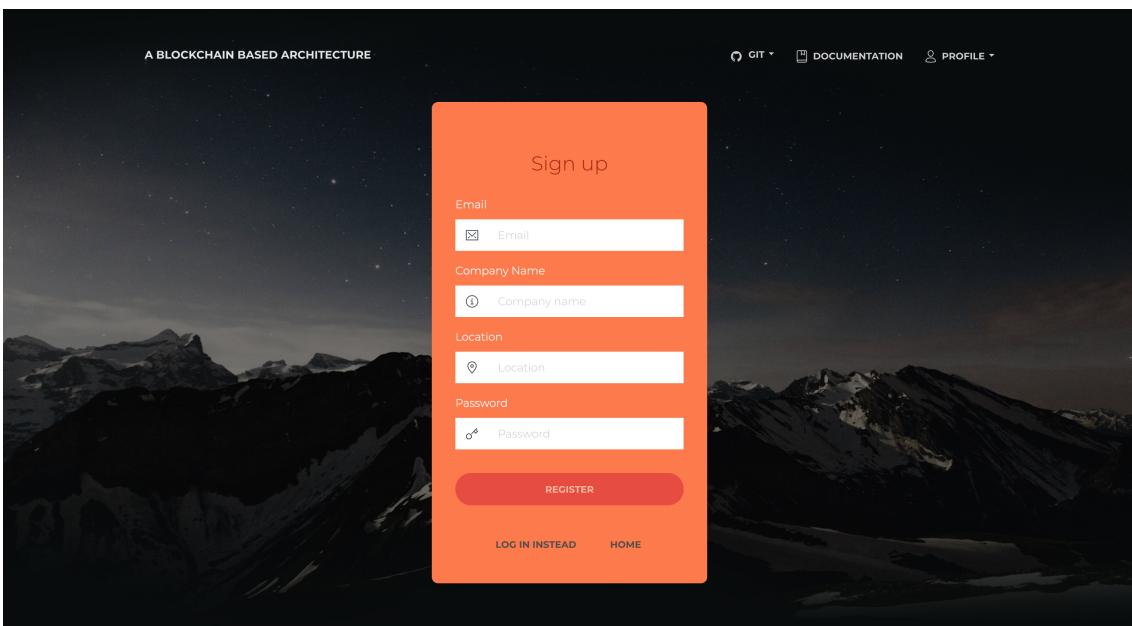 A BLOCKCHAIN BASED ARCHITECTURE
GIT
DOCUMENTATION
PROFILE
Sign up
Email
Email
Company Name
Company name
Location
Location
Password
Password
REGISTER
LOG IN INSTEAD
HOME